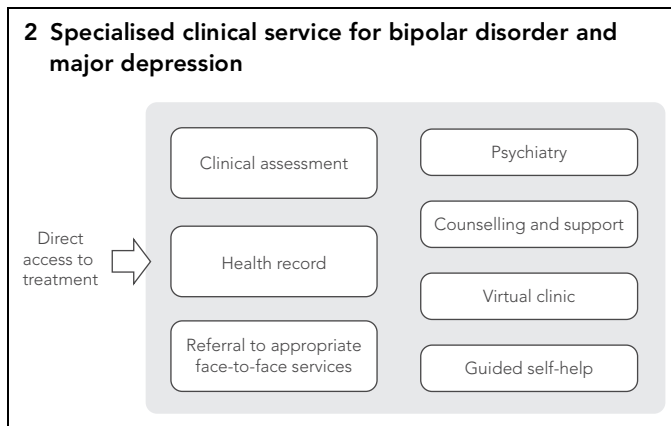 2 Specialised clinical service for bipolar disorder and
major depression
Direct
access to
treatment
Clinical assessment
Health record
Referral to appropriate
face-to-face services
Psychiatry
Counselling and support
Virtual clinic
Guided self-help